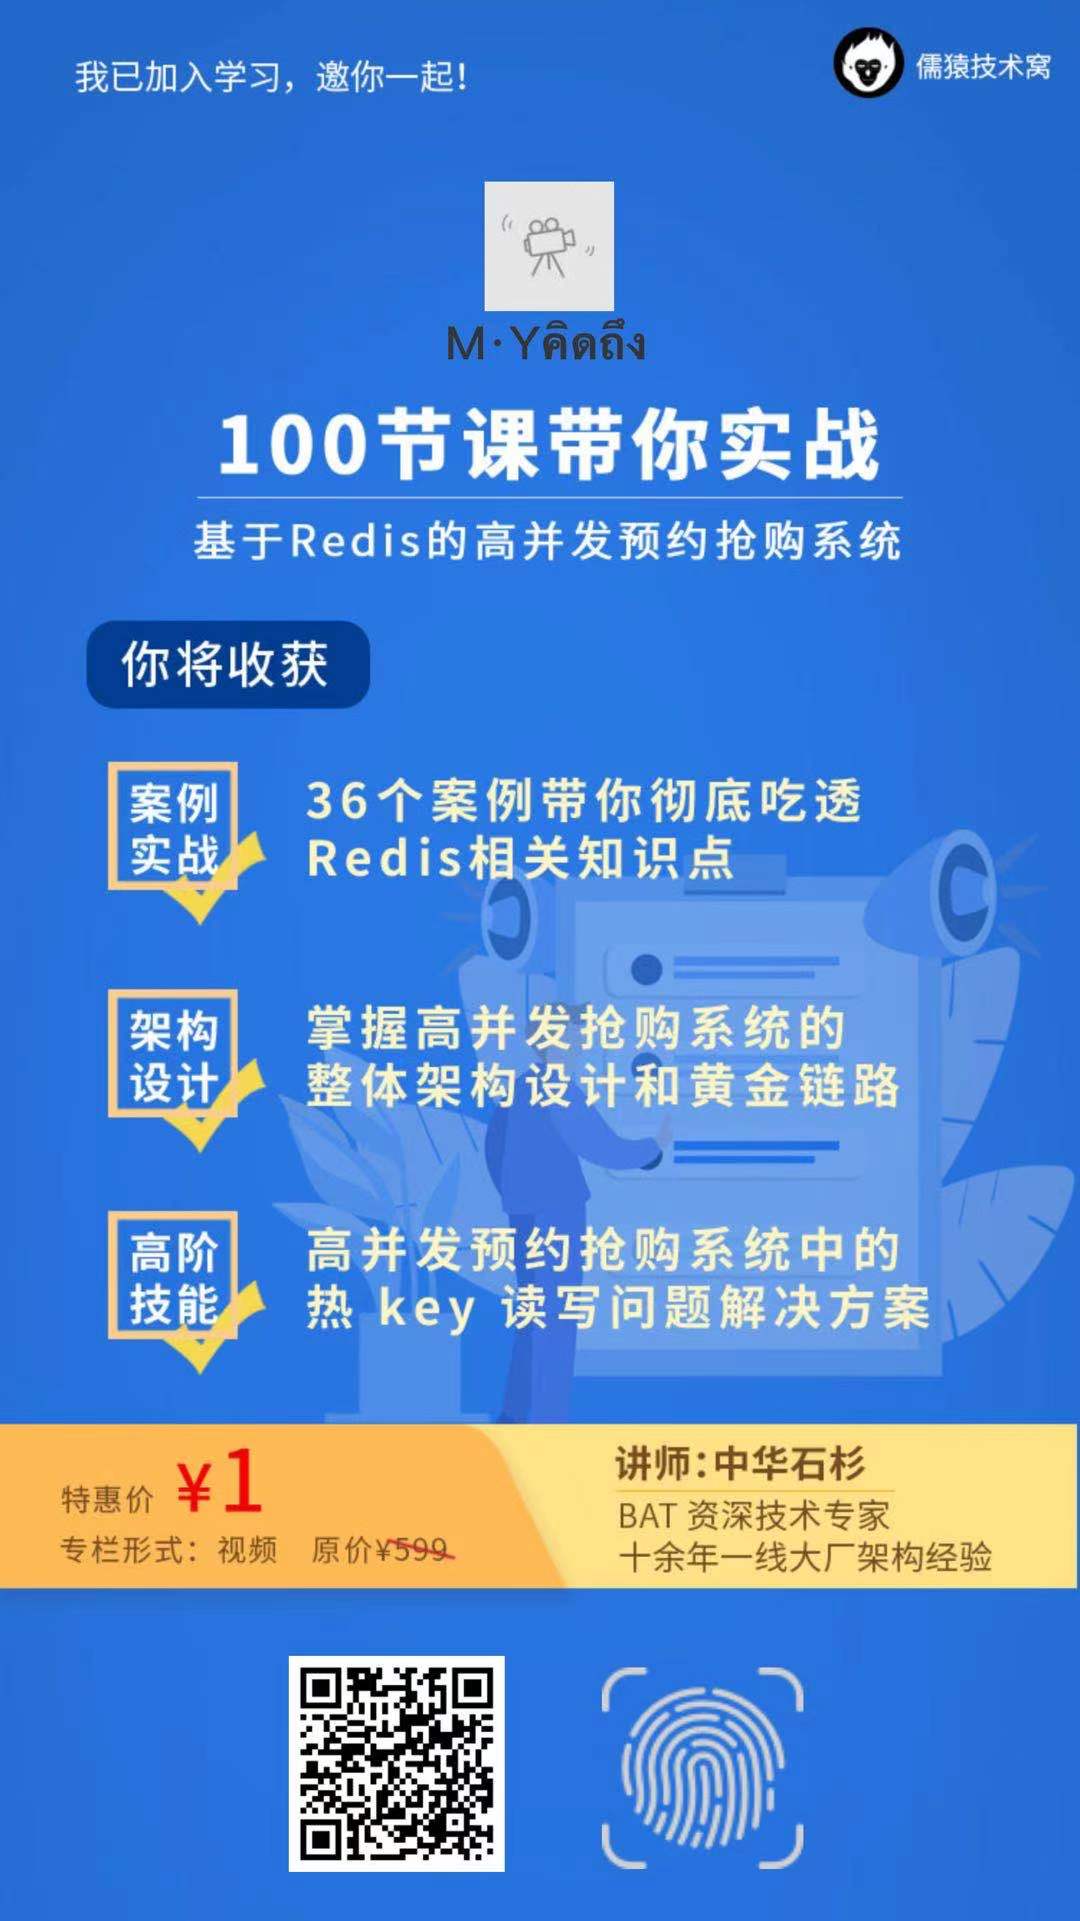 我已加入学习，邀你一起！
儒猿技术窝
M·Yคิดถึง
100节课带你实战
基于Redis的高并发预约抢购系统
你将收获
案例
实战
36个案例带你彻底吃透
Redis相关知识点
架构
设计
掌握高并发抢购系统的
整体架构设计和黄金链路
高阶
技能
高并发预约抢购系统中的
热 key 读写问题解决方案
特惠价 ¥1
专栏形式：视频 原价¥599
讲师：中华石杉
BAT 资深技术专家
十余年一线大厂架构经验